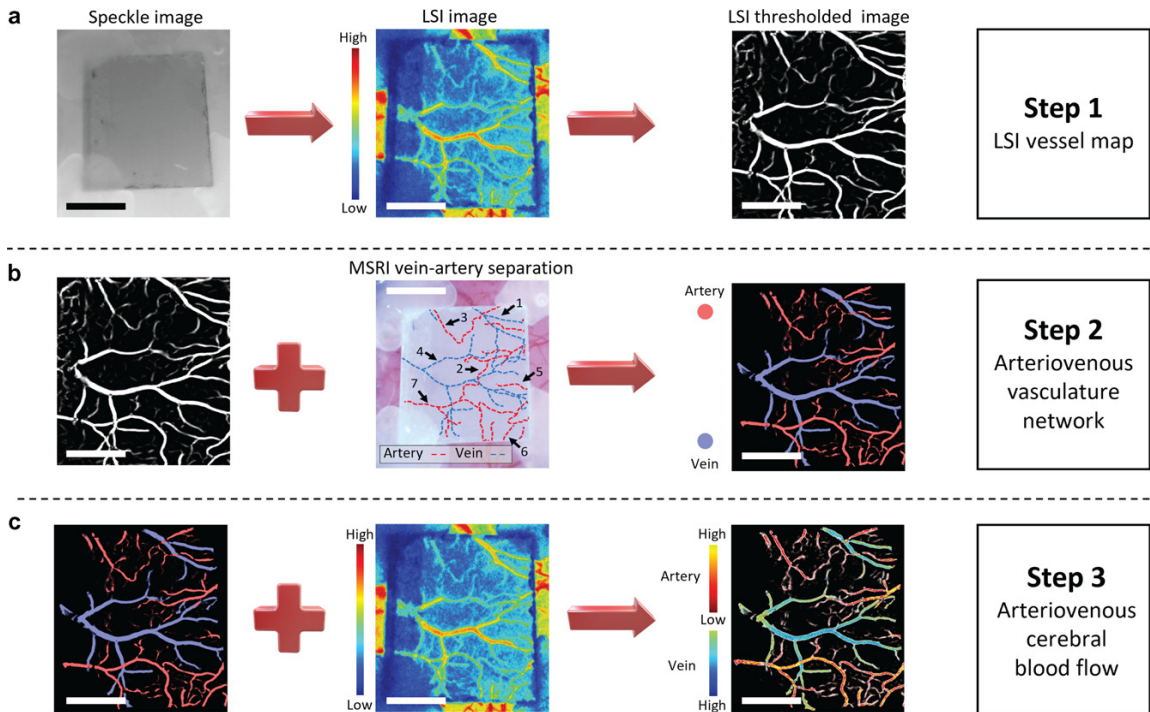 a
Speckle image
LSI image
LSI thresholded image
High
Low
Step 1
LSI vessel map
b
MSRI vein-artery separation
1
3
4
2
5
7
6
Artery
Vein
Artery
Vein
Step 2
Arteriovenous
vasculature
network
c
High
Low
High
Artery
Low
Vein
High
Step 3
Arteriovenous
cerebral
blood flow